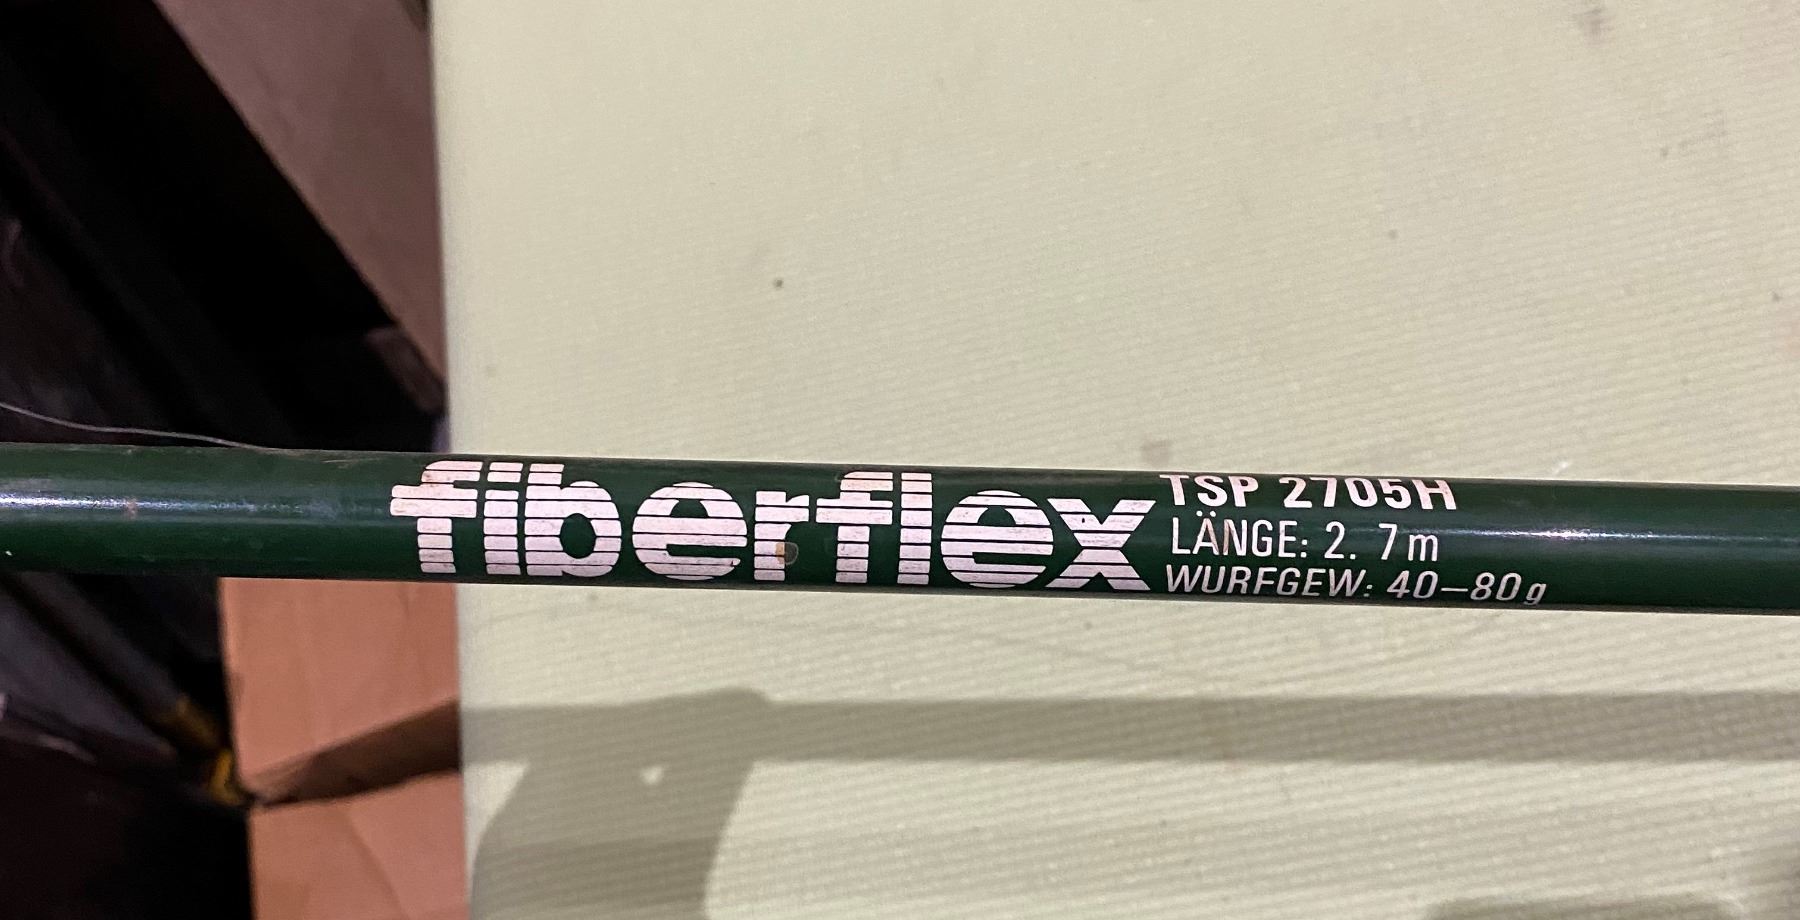 fiberflex
TSP 2705H
LÄNGE: 2. 7m
WURFGEW: 40–80g